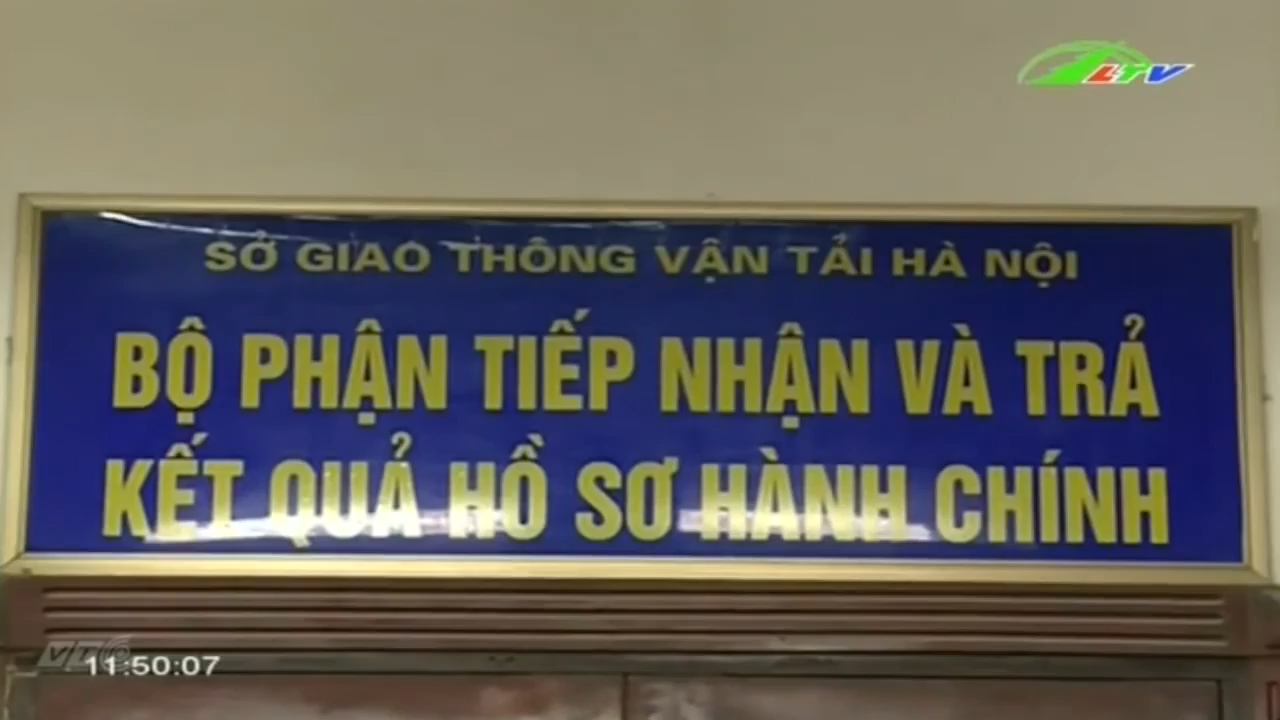 LTV
SỞ GIAO THÔNG VẬN TẢI HÀ NỘI
BỘ PHẬN TIẾP NHẬN VÀ TRẢ
KẾT QUẢ HỒ SƠ HÀNH CHÍNH
11:50:07